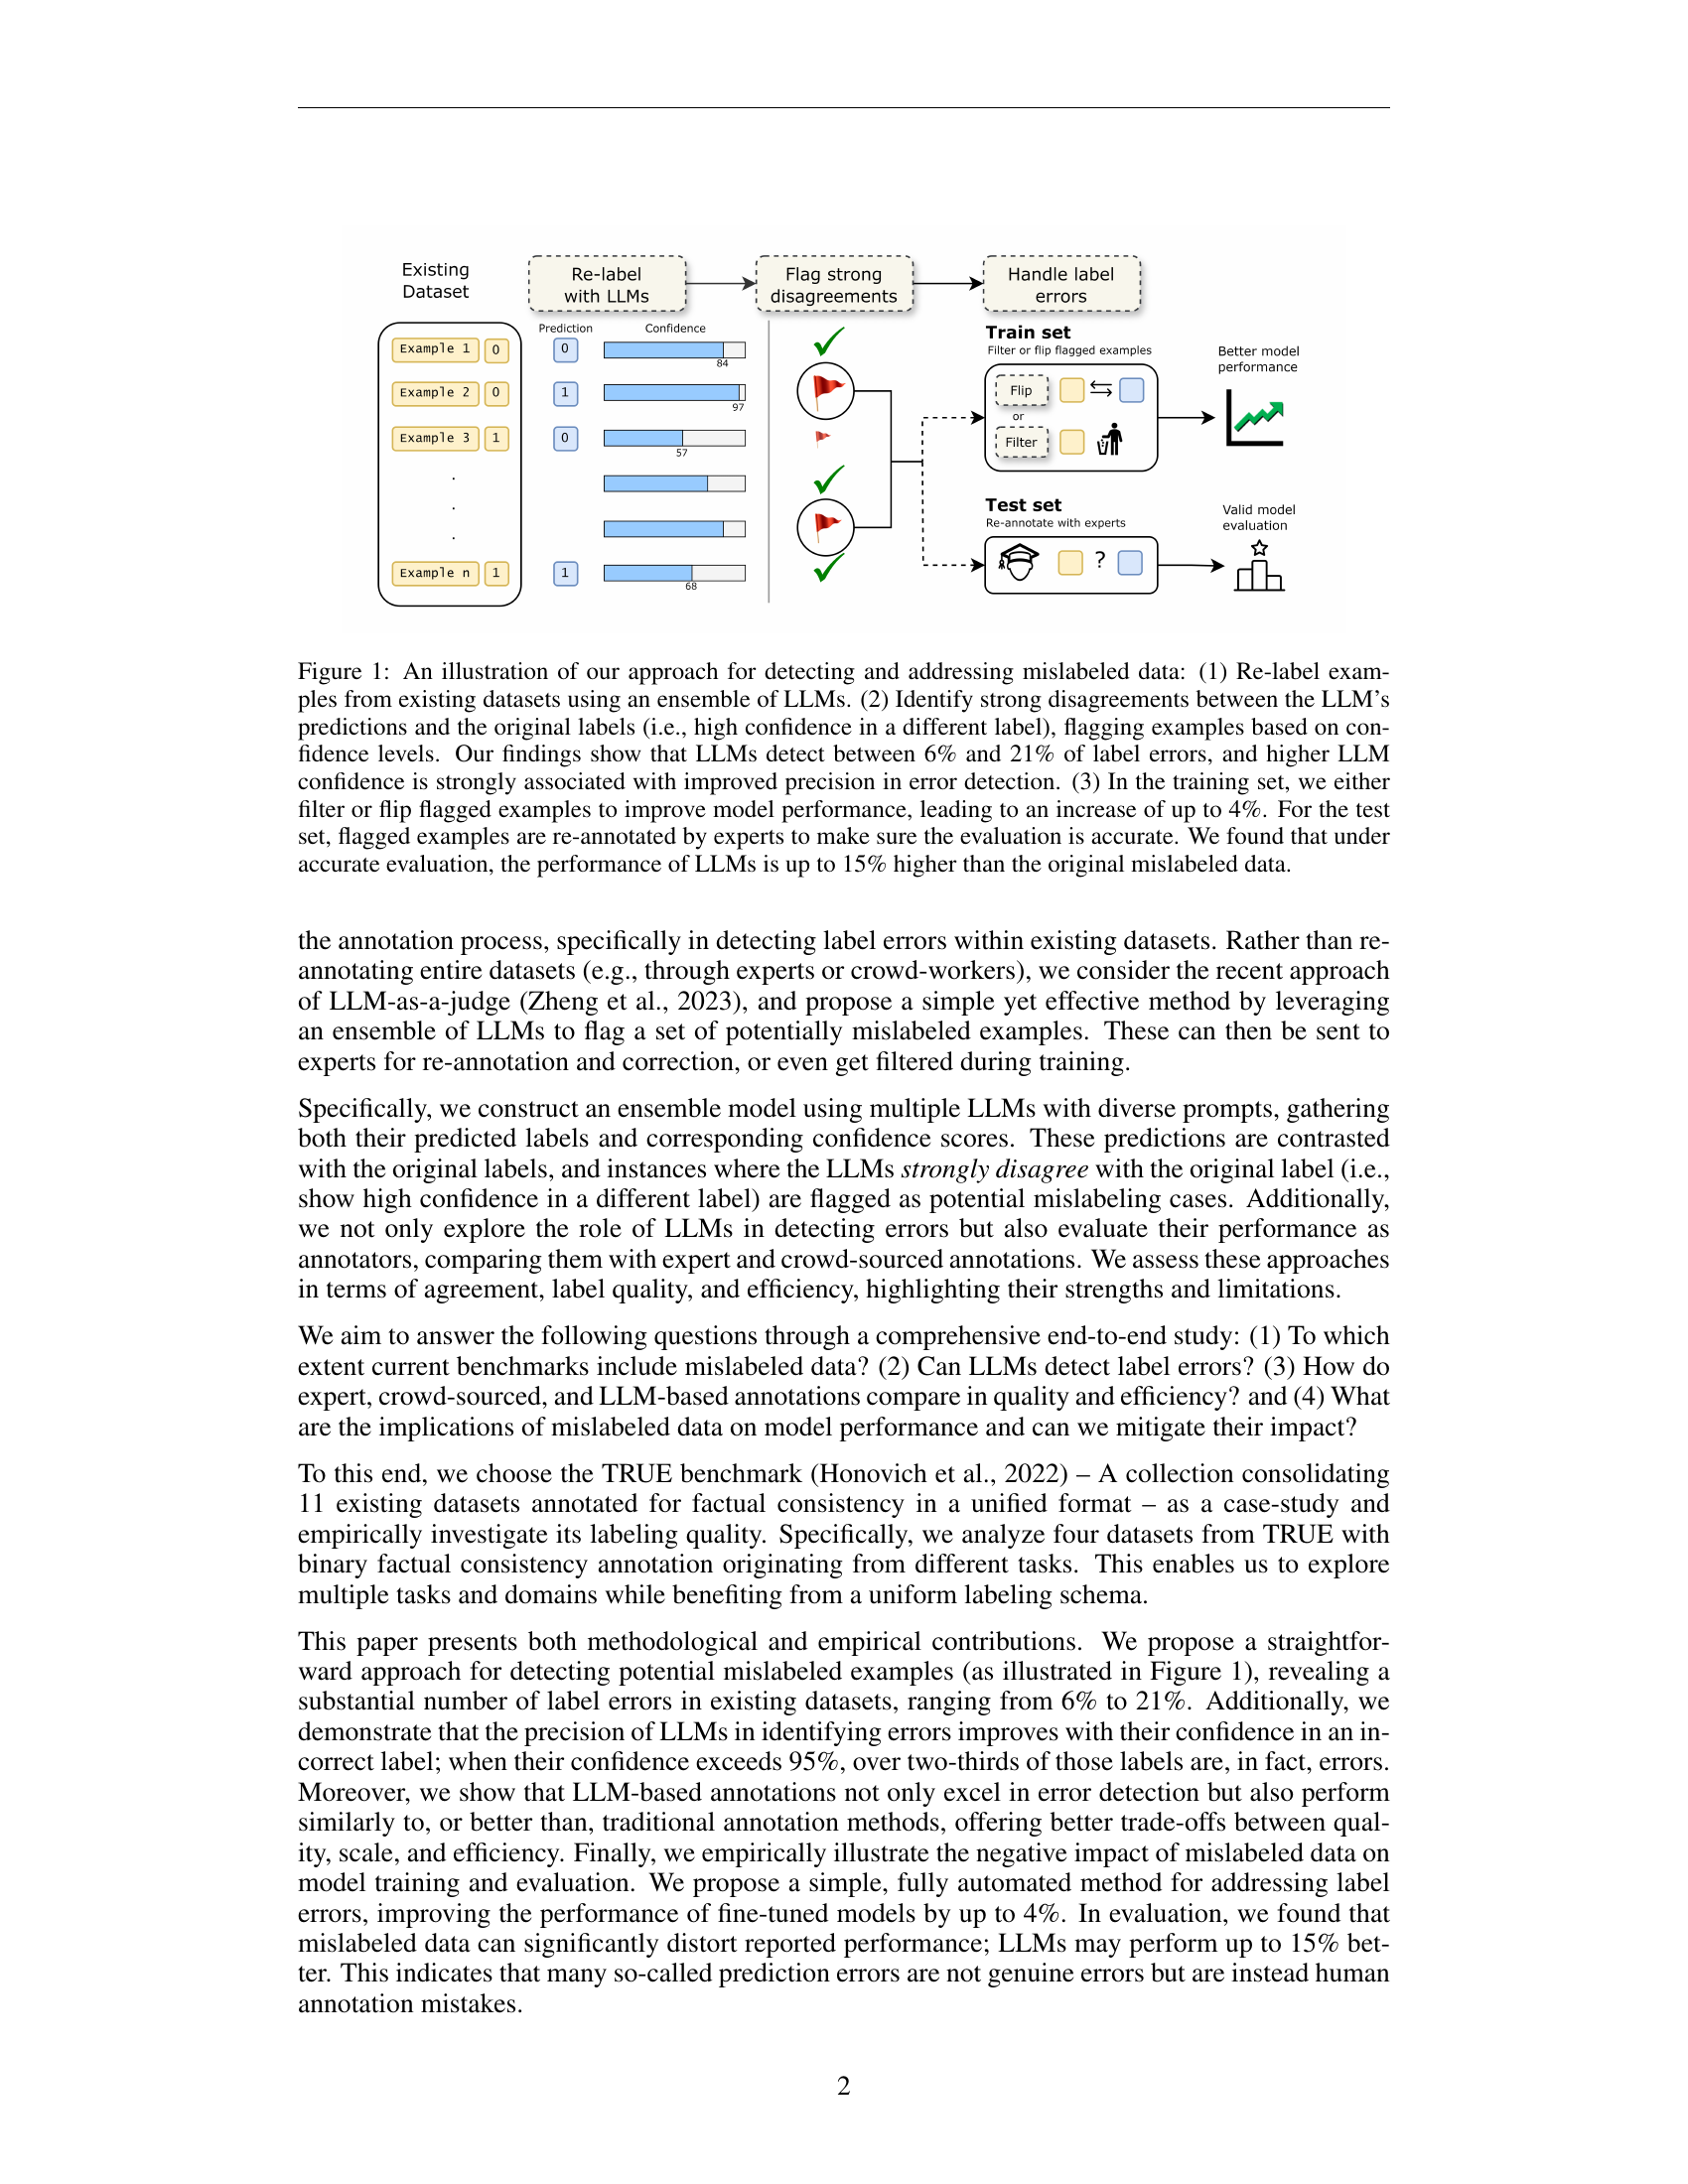 Existing
Dataset
Re-label
with LLMs
Flag strong
disagreements
Handle label
errors
Prediction
Confidence
Example 1 0
0
84
Example 2 0
1
97
Example 3 1
0
57
.
.
.
Example n 1
1
68
Train set
Filter or flip flagged examples
Flip
or
Filter
Better model
performance
Test set
Re-annotate with experts
?
Valid model
evaluation
Figure 1: An illustration of our approach for detecting and addressing mislabeled data: (1) Re-label exam-
ples from existing datasets using an ensemble of LLMs. (2) Identify strong disagreements between the LLM's
predictions and the original labels (i.e., high confidence in a different label), flagging examples based on con-
fidence levels. Our findings show that LLMs detect between 6% and 21% of label errors, and higher LLM
confidence is strongly associated with improved precision in error detection. (3) In the training set, we either
filter or flip flagged examples to improve model performance, leading to an increase of up to 4%. For the test
set, flagged examples are re-annotated by experts to make sure the evaluation is accurate. We found that under
accurate evaluation, the performance of LLMs is up to 15% higher than the original mislabeled data.
the annotation process, specifically in detecting label errors within existing datasets. Rather than re-
annotating entire datasets (e.g., through experts or crowd-workers), we consider the recent approach
of LLM-as-a-judge (Zheng et al., 2023), and propose a simple yet effective method by leveraging
an ensemble of LLMs to flag a set of potentially mislabeled examples. These can then be sent to
experts for re-annotation and correction, or even get filtered during training.
Specifically, we construct an ensemble model using multiple LLMs with diverse prompts, gathering
both their predicted labels and corresponding confidence scores. These predictions are contrasted
with the original labels, and instances where the LLMs strongly disagree with the original label (i.e.,
show high confidence in a different label) are flagged as potential mislabeling cases. Additionally,
we not only explore the role of LLMs in detecting errors but also evaluate their performance as
annotators, comparing them with expert and crowd-sourced annotations. We assess these approaches
in terms of agreement, label quality, and efficiency, highlighting their strengths and limitations.
We aim to answer the following questions through a comprehensive end-to-end study: (1) To which
extent current benchmarks include mislabeled data? (2) Can LLMs detect label errors? (3) How do
expert, crowd-sourced, and LLM-based annotations compare in quality and efficiency? and (4) What
are the implications of mislabeled data on model performance and can we mitigate their impact?
To this end, we choose the TRUE benchmark (Honovich et al., 2022) – A collection consolidating
11 existing datasets annotated for factual consistency in a unified format – as a case-study and
empirically investigate its labeling quality. Specifically, we analyze four datasets from TRUE with
binary factual consistency annotation originating from different tasks. This enables us to explore
multiple tasks and domains while benefiting from a uniform labeling schema.
This paper presents both methodological and empirical contributions. We propose a straightfor-
ward approach for detecting potential mislabeled examples (as illustrated in Figure 1), revealing a
substantial number of label errors in existing datasets, ranging from 6% to 21%. Additionally, we
demonstrate that the precision of LLMs in identifying errors improves with their confidence in an in-
correct label; when their confidence exceeds 95%, over two-thirds of those labels are, in fact, errors.
Moreover, we show that LLM-based annotations not only excel in error detection but also perform
similarly to, or better than, traditional annotation methods, offering better trade-offs between qual-
ity, scale, and efficiency. Finally, we empirically illustrate the negative impact of mislabeled data on
model training and evaluation. We propose a simple, fully automated method for addressing label
errors, improving the performance of fine-tuned models by up to 4%. In evaluation, we found that
mislabeled data can significantly distort reported performance; LLMs may perform up to 15% bet-
ter. This indicates that many so-called prediction errors are not genuine errors but are instead human
annotation mistakes.
2